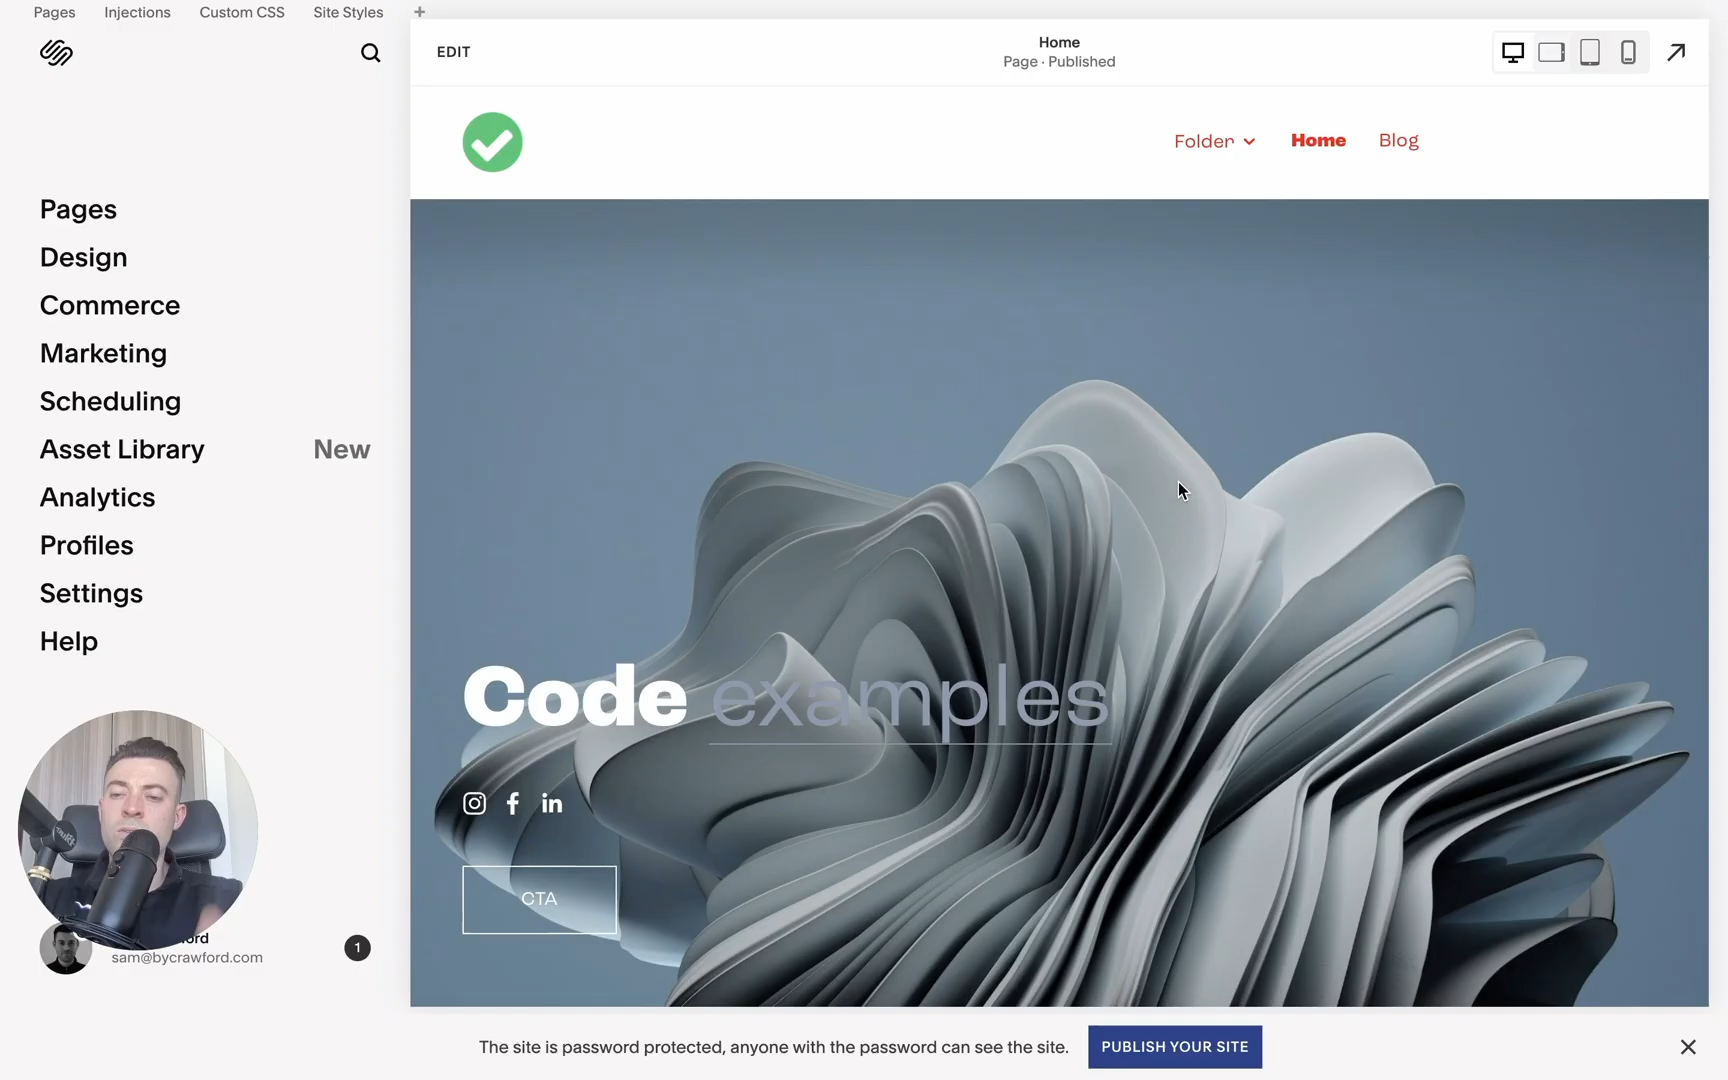 Pages Injections Custom CSS Site Styles +
EDIT
Home
Page · Published
Folder Home Blog
Pages
Design
Commerce
Marketing
Scheduling
Asset Library New
Analytics
Profiles
Settings
Help
Code examples
CTA
ord
sam@bycrawford.com
1
The site is password protected, anyone with the password can see the site.
PUBLISH YOUR SITE